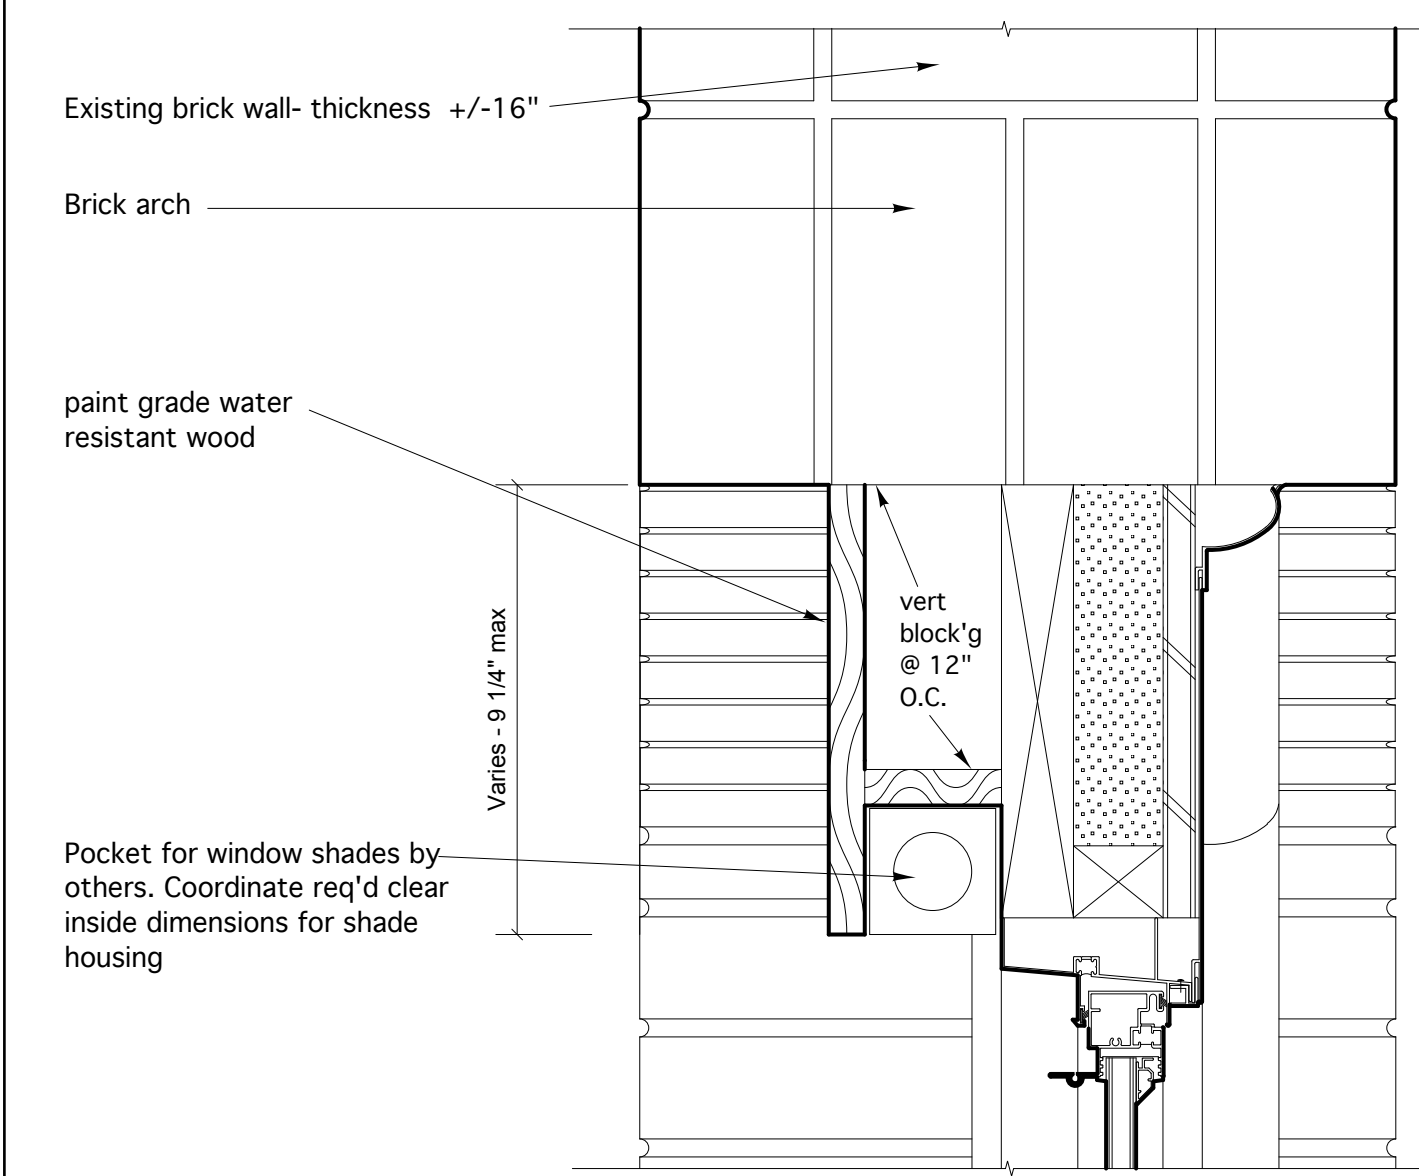 Existing brick wall- thickness +/-16"
Brick arch
paint grade water
resistant wood
vert
block'g
@ 12"
O.C.
Varies - 9 1/4" max
Pocket for window shades by
others. Coordinate req'd clear
inside dimensions for shade
housing